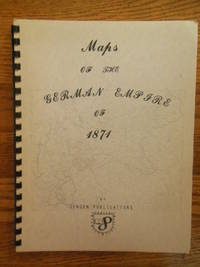 Maps
OF THE
GERMAN EMPIRE
OF
1871
BY
JENSEN PUBLICATIONS